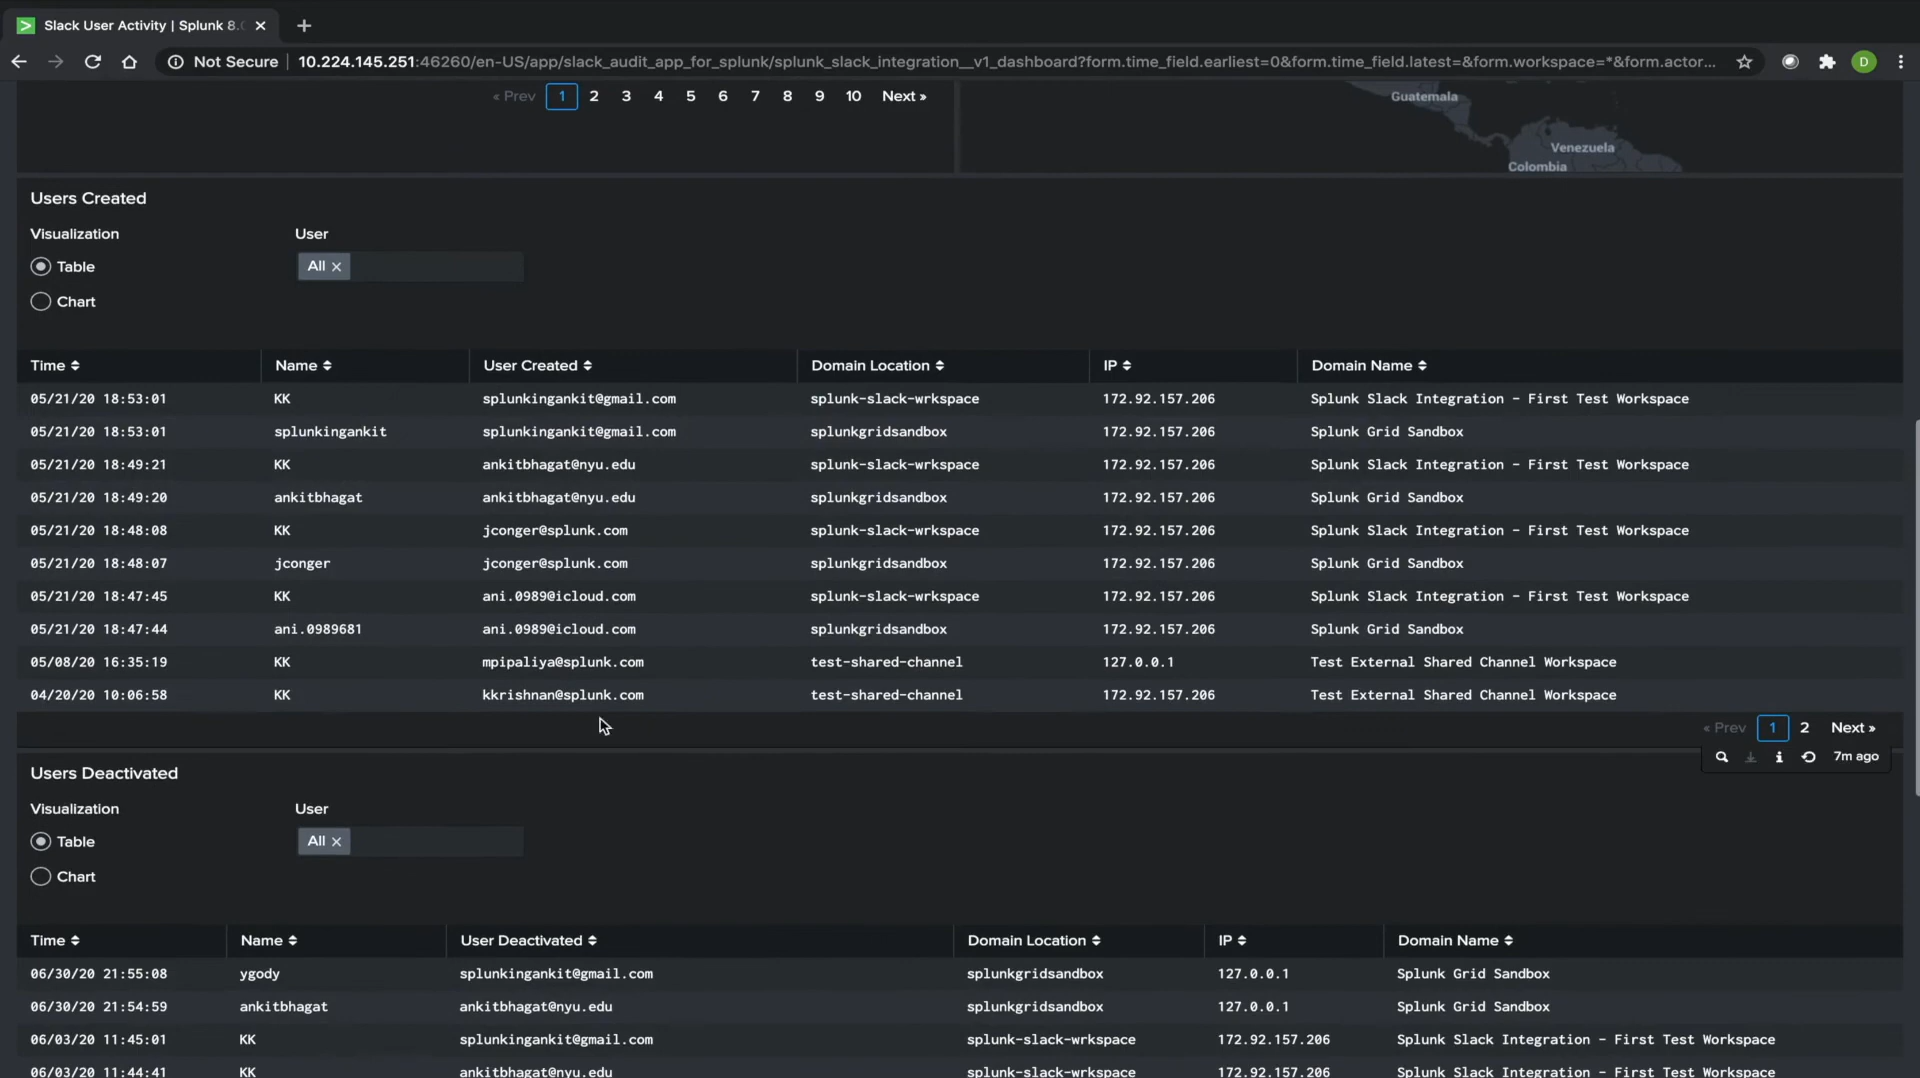 Slack User Activity | Splunk 8.
Not Secure | 10.224.145.251:46260/en-US/app/slack_audit_app_for_splunk/splunk_slack_integration__v1_dashboard?form.time_field.earliest=0&form.time_field.latest=&form.workspace=*&form.actor... D
« Prev 1 2 3 4 5 6 7 8 9 10 Next »
Guatemala
Venezuela
Colombia
Users Created
Visualization User
Table All ×
Chart
Time Name User Created Domain Location IP Domain Name
05/21/20 18:53:01 KK splunkingankit@gmail.com splunk-slack-wrkspace 172.92.157.206 Splunk Slack Integration - First Test Workspace
05/21/20 18:53:01 splunkingankit splunkingankit@gmail.com splunkgridsandbox 172.92.157.206 Splunk Grid Sandbox
05/21/20 18:49:21 KK ankitbhagat@nyu.edu splunk-slack-wrkspace 172.92.157.206 Splunk Slack Integration - First Test Workspace
05/21/20 18:49:20 ankitbhagat ankitbhagat@nyu.edu splunkgridsandbox 172.92.157.206 Splunk Grid Sandbox
05/21/20 18:48:08 KK jconger@splunk.com splunk-slack-wrkspace 172.92.157.206 Splunk Slack Integration - First Test Workspace
05/21/20 18:48:07 jconger jconger@splunk.com splunkgridsandbox 172.92.157.206 Splunk Grid Sandbox
05/21/20 18:47:45 KK ani.0989@icloud.com splunk-slack-wrkspace 172.92.157.206 Splunk Slack Integration - First Test Workspace
05/21/20 18:47:44 ani.0989681 ani.0989@icloud.com splunkgridsandbox 172.92.157.206 Splunk Grid Sandbox
05/08/20 16:35:19 KK mpipaliya@splunk.com test-shared-channel 127.0.0.1 Test External Shared Channel Workspace
04/20/20 10:06:58 KK kkrishnan@splunk.com test-shared-channel 172.92.157.206 Test External Shared Channel Workspace
« Prev 1 2 Next »
7m ago
Users Deactivated
Visualization User
Table All ×
Chart
Time Name User Deactivated Domain Location IP Domain Name
06/30/20 21:55:08 ygody splunkingankit@gmail.com splunkgridsandbox 127.0.0.1 Splunk Grid Sandbox
06/30/20 21:54:59 ankitbhagat ankitbhagat@nyu.edu splunkgridsandbox 127.0.0.1 Splunk Grid Sandbox
06/03/20 11:45:01 KK splunkingankit@gmail.com splunk-slack-wrkspace 172.92.157.206 Splunk Slack Integration - First Test Workspace
06/03/20 11:44:41 KK ankitbhagat@nyu.edu splunk-slack-wrkspace 172.92.157.206 Splunk Slack Integration - First Test Workspace